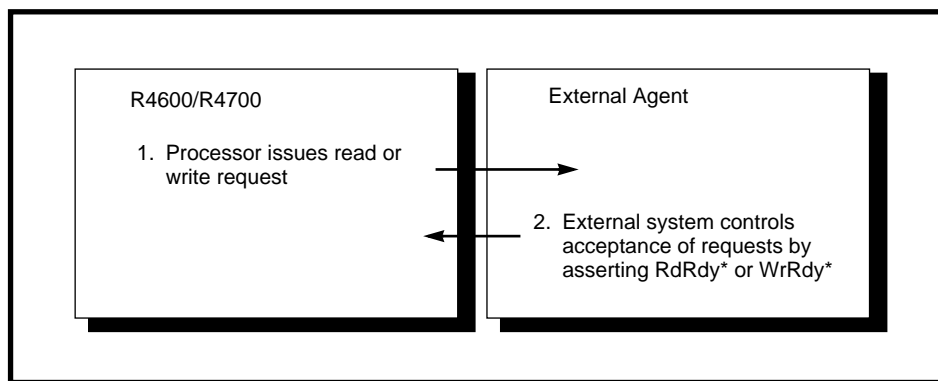 R4600/R4700
1. Processor issues read or
write request
External Agent
2. External system controls
acceptance of requests by
asserting RdRdy* or WrRdy*